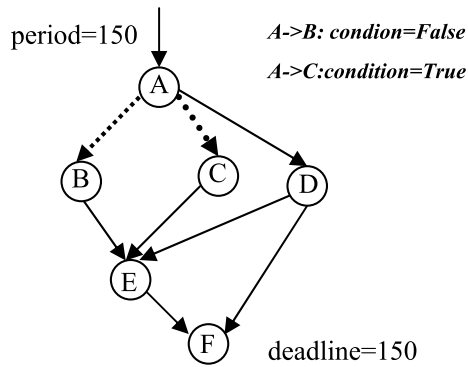 period=150
A->B: condion=False
A->C:condition=True
A
B
C
D
E
F
deadline=150